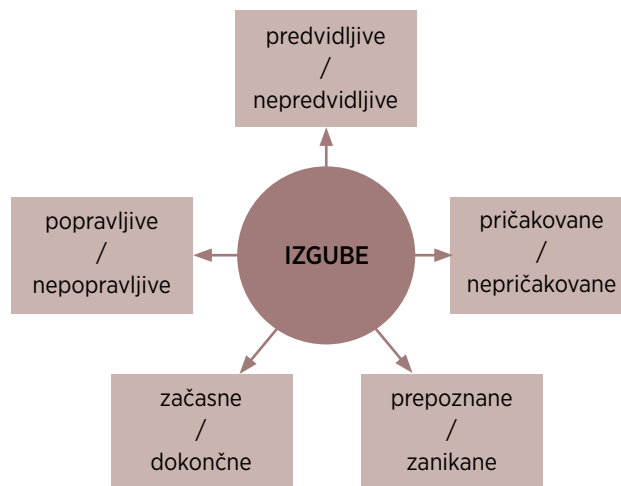 predvidljive
/
nepredvidljive
popravljive
/
nepopravljive
IZGUBE
pričakovane
/
nepričakovane
začasne
/
dokončne
prepoznane
/
zanikane